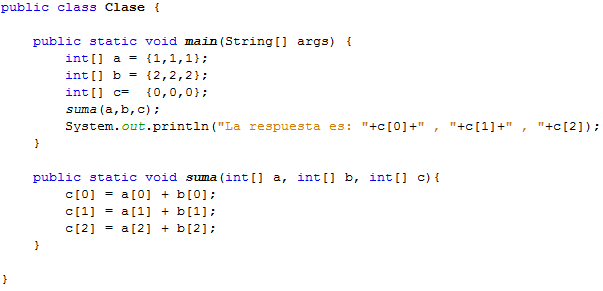 public class Clase {
public static void main(String[] args) {
int[] a = {1,1,1};
int[] b = {2,2,2};
int[] c=  {0,0,0};
suma(a,b,c);
System.out.println("La respuesta es: "+c[0]+" , "+c[1]+" , "+c[2]);
}
public static void suma(int[] a, int[] b, int[] c){
c[0] = a[0] + b[0];
c[1] = a[1] + b[1];
c[2] = a[2] + b[2];
}
}